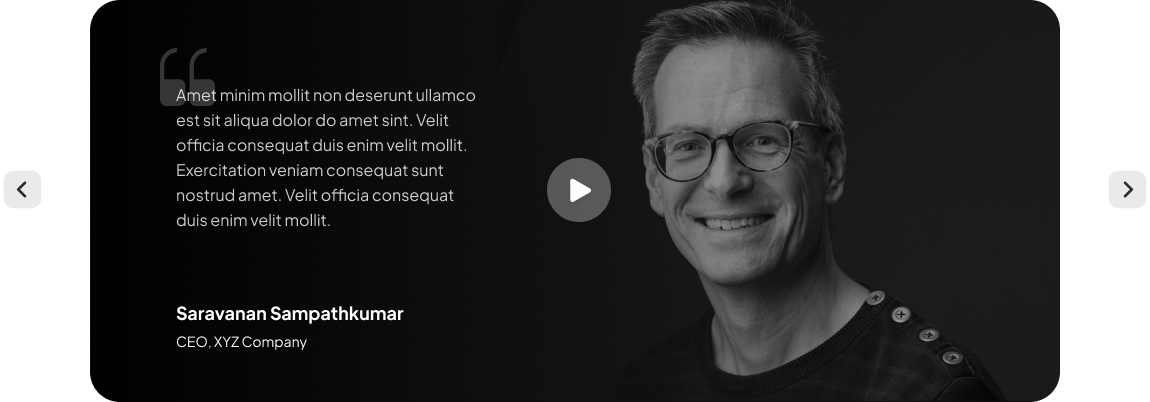 Amet minim mollit non deserunt ullamco
est sit aliqua dolor do amet sint. Velit
officia consequat duis enim velit mollit.
Exercitation veniam consequat sunt
nostrud amet. Velit officia consequat
duis enim velit mollit.
Saravanan Sampathkumar
CEO, XYZ Company